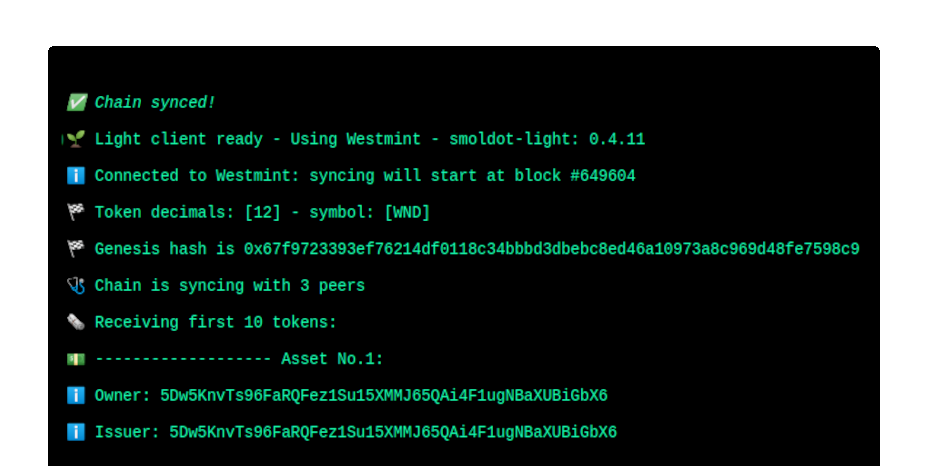 ✅ Chain synced!
🌱 Light client ready - Using Westmint - smoldot-light: 0.4.11
ℹ️ Connected to Westmint: syncing will start at block #649604
🏁 Token decimals: [12] - symbol: [WND]
🏁 Genesis hash is 0x67f9723393ef76214df0118c34bbbd3dbebc8ed46a10973a8c969d48fe7598c9
🩺 Chain is syncing with 3 peers
🗞️ Receiving first 10 tokens:
💵 ------------------- Asset No.1:
ℹ️ Owner: 5Dw5KnvTs96FaRQFez1Su15XMMJ65QAi4F1ugNBaXUBiGbX6
ℹ️ Issuer: 5Dw5KnvTs96FaRQFez1Su15XMMJ65QAi4F1ugNBaXUBiGbX6